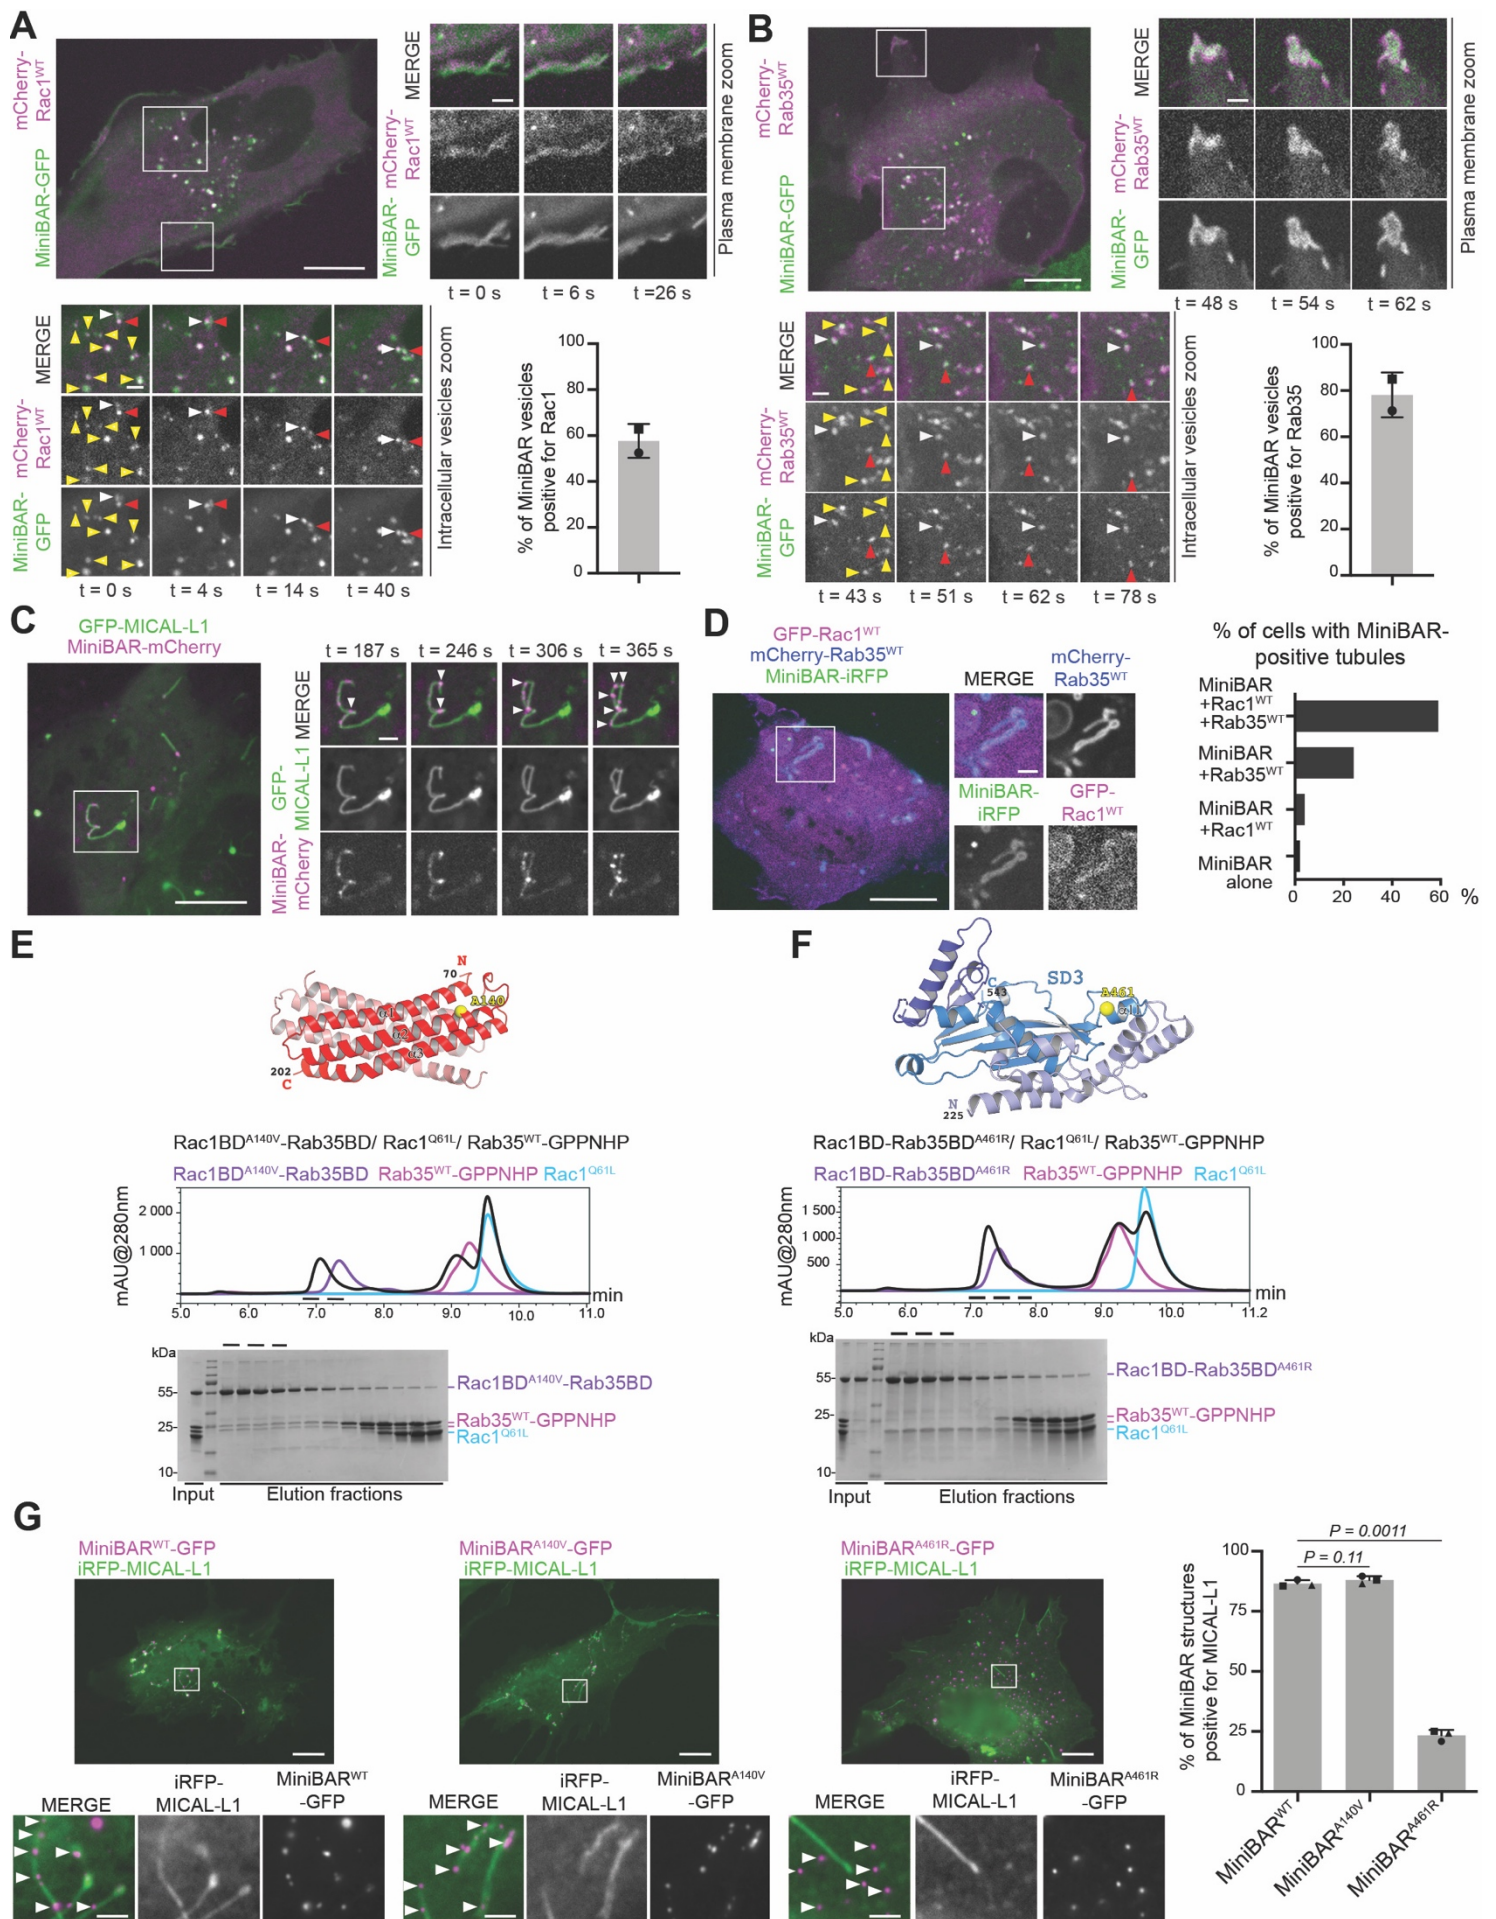 A
mCherry-
Rac1WT
MiniBAR-GFP
MERGE
mCherry-
Rac1WT
MiniBAR-
GFP
Plasma membrane zoom
t = 0 s
t = 6 s
t =26 s
MERGE
mCherry-
Rac1WT
MiniBAR-
GFP
Intracellular vesicles zoom
t = 0 s
t = 4 s
t = 14 s
t = 40 s
% of MiniBAR vesicles
positive for Rac1
100
80
60
40
20
0
B
mCherry-
Rab35WT
MiniBAR-GFP
MERGE
mCherry-
Rab35WT
MiniBAR-
GFP
Plasma membrane zoom
t = 48 s
t = 54 s
t = 62 s
MERGE
mCherry-
Rab35WT
MiniBAR-
GFP
Intracellular vesicles zoom
t = 43 s
t = 51 s
t = 62 s
t = 78 s
% of MiniBAR vesicles
positive for Rab35
100
80
60
40
20
0
C
GFP-MICAL-L1
MiniBAR-mCherry
t = 187 s
t = 246 s
t = 306 s
t = 365 s
MERGE
GFP-
MICAL-L1
MiniBAR-
mCherry
D
GFP-Rac1WT
mCherry-Rab35WT
MiniBAR-iRFP
MERGE
mCherry-
Rab35WT
MiniBAR-
iRFP
GFP-
Rac1WT
% of cells with MiniBAR-
positive tubules
MiniBAR
+Rac1WT
+Rab35WT
MiniBAR
+Rab35WT
MiniBAR
+Rac1WT
MiniBAR
alone
0 20 40 60 %
E
N
70
A140
α1
α2
α3
202
C
Rac1BDA140V-Rab35BD/ Rac1Q61L/ Rab35WT-GPPNHP
Rac1BDA140V-Rab35BD Rab35WT-GPPNHP Rac1Q61L
mAU@280nm
2 000
1 000
5.0 6.0 7.0 8.0 9.0 10.0 11.0
min
kDa
55-
25-
10-
Rac1BDA140V-Rab35BD
Rab35WT-GPPNHP
Rac1Q61L
Input
Elution fractions
F
SD3
C
543
A461
α1
N
225
Rac1BD-Rab35BDA461R/ Rac1Q61L/ Rab35WT-GPPNHP
Rac1BD-Rab35BDA461R Rab35WT-GPPNHP Rac1Q61L
mAU@280nm
1 500
1 000
500
5.0 6.0 7.0 8.0 9.0 10.0 11.2
min
kDa
55-
25-
10-
Rac1BD-Rab35BDA461R
Rab35WT-GPPNHP
Rac1Q61L
Input
Elution fractions
G
MiniBARWT-GFP
iRFP-MICAL-L1
MERGE
iRFP-
MICAL-L1
MiniBARWT
-GFP
MiniBARA140V-GFP
iRFP-MICAL-L1
MERGE
iRFP-
MICAL-L1
MiniBARA140V
-GFP
MiniBARA461R-GFP
iRFP-MICAL-L1
MERGE
iRFP-
MICAL-L1
MiniBARA461R
-GFP
% of MiniBAR structures
positive for MICAL-L1
P = 0.0011
P = 0.11
100
75
50
25
0
MiniBARWT
MiniBARA140V
MiniBARA461R